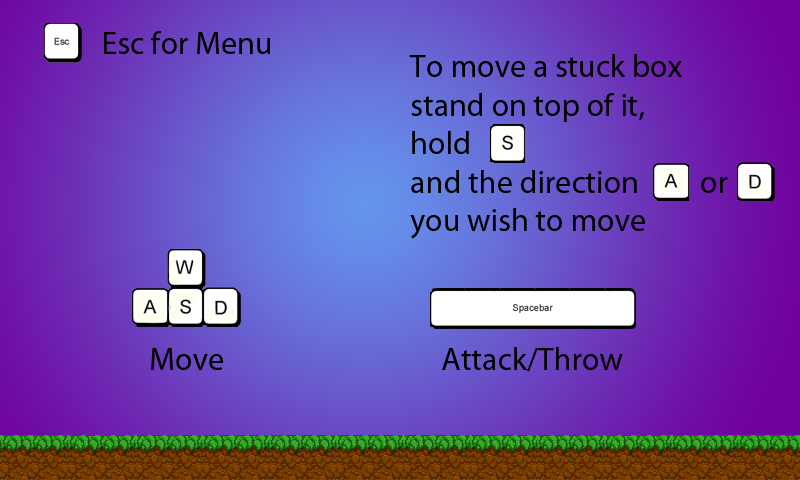 Esc Esc for Menu
To move a stuck box
stand on top of it,
hold S
and the direction A or D
you wish to move
W
A S D
Spacebar
Move
Attack/Throw